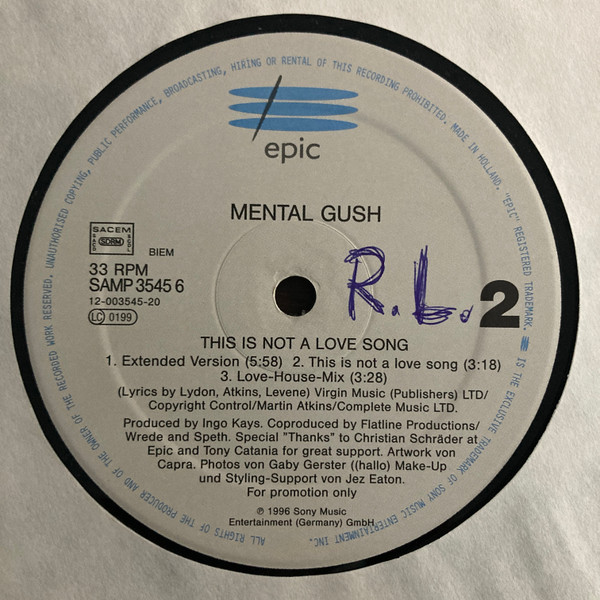 UNAUTHORISED COPYING, PUBLIC PERFORMANCE, BROADCASTING, HIRING OR RENTAL OF THIS RECORDING PROHIBITED. MADE IN HOLLAND. "EPIC" REGISTERED TRADEMARK.
IS THE EXCLUSIVE TRADEMARK OF SONY MUSIC ENTERTAINMENT INC.
ALL RIGHTS OF THE PRODUCER AND OF THE OWNER OF THE RECORDED WORK RESERVED.
epic
MENTAL GUSH
SACEM
SDRM
SACD
SGDL
BIEM
33 RPM
SAMP 3545 6
12-003545-20
LC 0199
R.L.
2
THIS IS NOT A LOVE SONG
1. Extended Version (5:58) 2. This is not a love song (3:18)
3. Love-House-Mix (3:28)
(Lyrics by Lydon, Atkins, Levene) Virgin Music (Publishers) LTD/
Copyright Control/Martin Atkins/Complete Music LTD.
Produced by Ingo Kays. Coproduced by Flatline Productions/
Wrede and Speth. Special "Thanks" to Christian Schräder at
Epic and Tony Catania for great support. Artwork von
Capra. Photos von Gaby Gerster ((hallo) Make-Up
und Styling-Support von Jez Eaton.
For promotion only
℗ 1996 Sony Music
Entertainment (Germany) GmbH